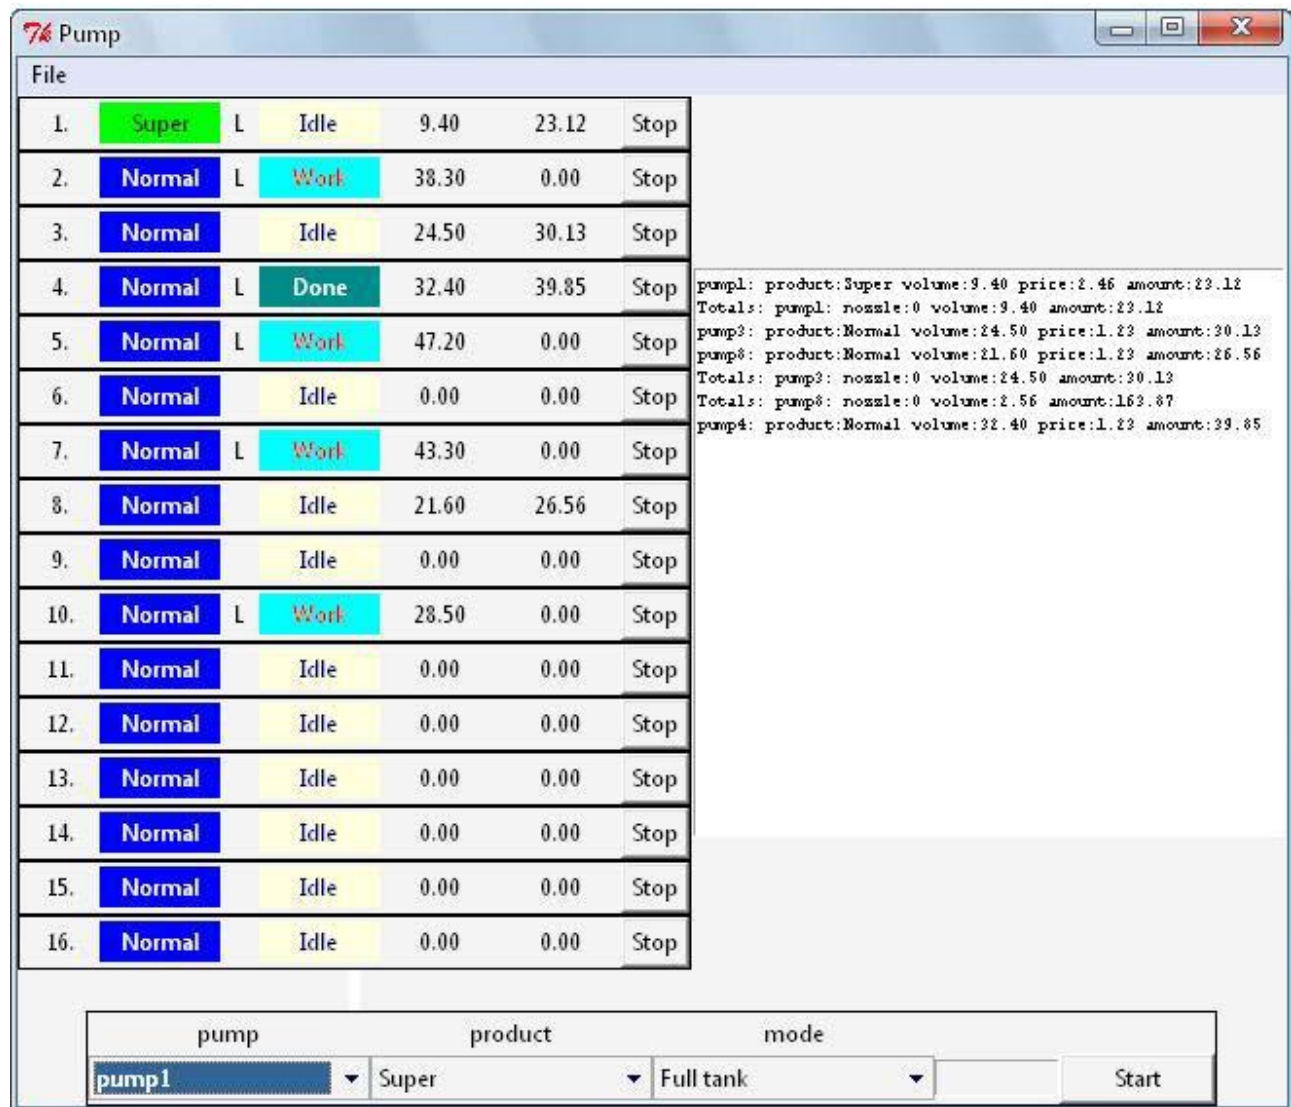 Pump
File
1. Super L Idle 9.40 23.12 Stop
2. Normal L Work 38.30 0.00 Stop
3. Normal Idle 24.50 30.13 Stop
4. Normal L Done 32.40 39.85 Stop
5. Normal L Work 47.20 0.00 Stop
6. Normal Idle 0.00 0.00 Stop
7. Normal L Work 43.30 0.00 Stop
8. Normal Idle 21.60 26.56 Stop
9. Normal Idle 0.00 0.00 Stop
10. Normal L Work 28.50 0.00 Stop
11. Normal Idle 0.00 0.00 Stop
12. Normal Idle 0.00 0.00 Stop
13. Normal Idle 0.00 0.00 Stop
14. Normal Idle 0.00 0.00 Stop
15. Normal Idle 0.00 0.00 Stop
16. Normal Idle 0.00 0.00 Stop
pump1: product:Super volume:9.40 price:2.46 amount:23.12
Totals: pump1: nozzle:0 volume:9.40 amount:23.12
pump3: product:Normal volume:24.50 price:1.23 amount:30.13
pump8: product:Normal volume:21.60 price:1.23 amount:26.56
Totals: pump3: nozzle:0 volume:24.50 amount:30.13
Totals: pump8: nozzle:0 volume:2.56 amount:163.87
pump4: product:Normal volume:32.40 price:1.23 amount:39.85
pump product mode
pump1 Super Full tank Start